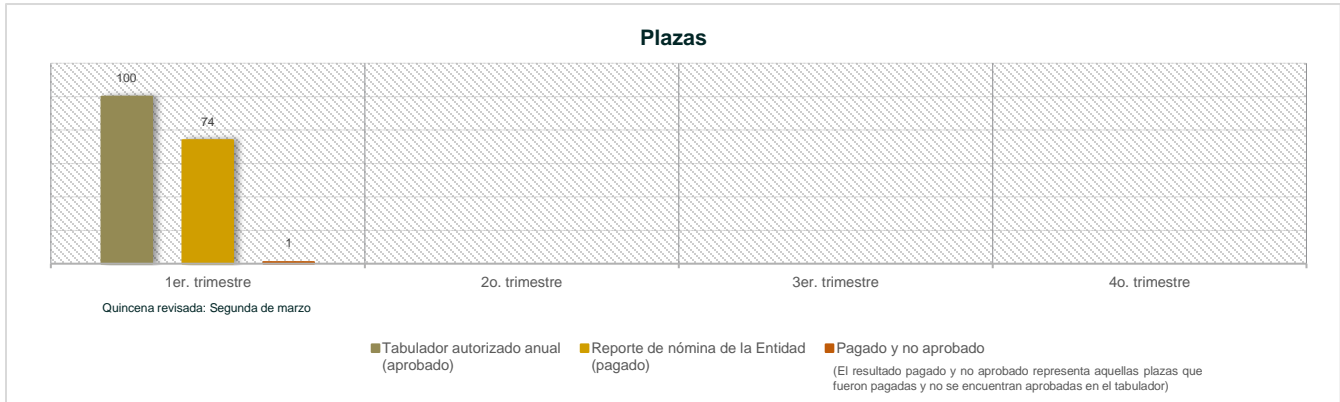 Plazas
100
74
1
1er. trimestre
2o. trimestre
3er. trimestre
4o. trimestre
Quincena revisada: Segunda de marzo
Tabulador autorizado anual
(aprobado)
Reporte de nómina de la Entidad
(pagado)
Pagado y no aprobado
(El resultado pagado y no aprobado representa aquellas plazas que
fueron pagadas y no se encuentran aprobadas en el tabulador)